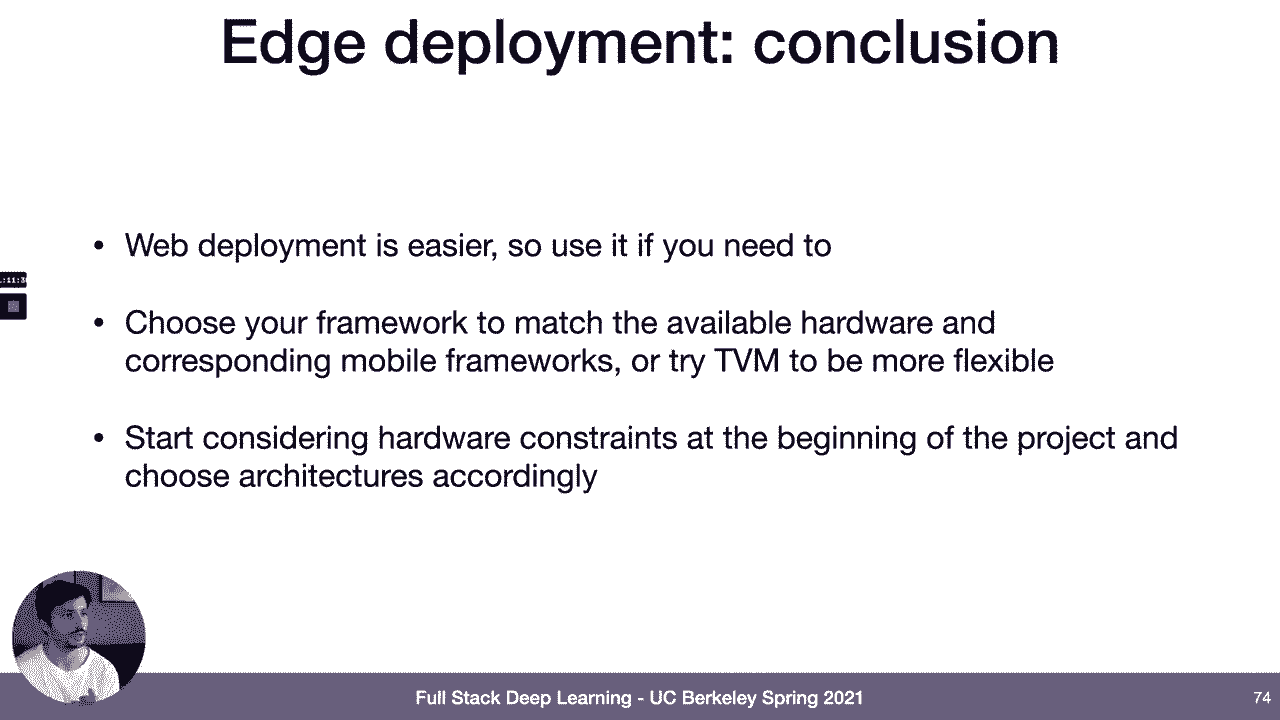 Edge deployment: conclusion
• Web deployment is easier, so use it if you need to
• Choose your framework to match the available hardware and
corresponding mobile frameworks, or try TVM to be more flexible
• Start considering hardware constraints at the beginning of the project and
choose architectures accordingly
Full Stack Deep Learning - UC Berkeley Spring 2021
74